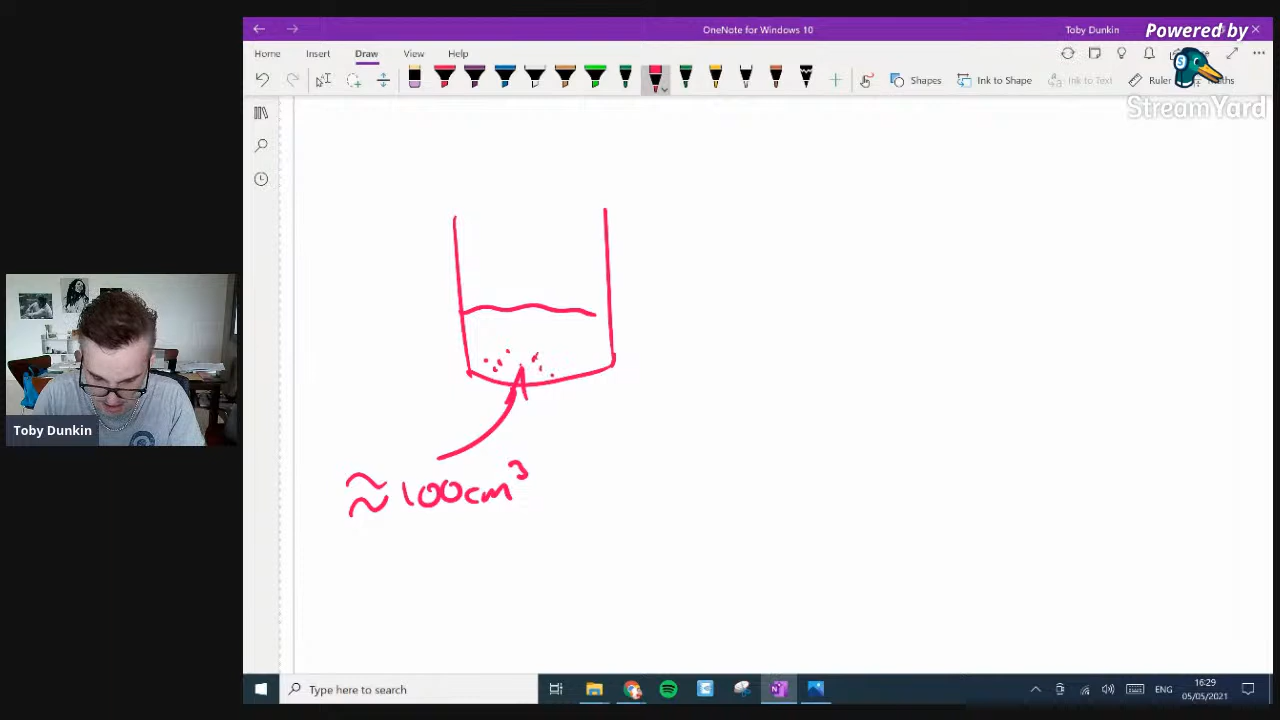 OneNote for Windows 10
Toby Dunkin
Powered by
StreamYard
Home Insert Draw View Help
Shapes Ink to Shape Ink to Text Ruler
≈100cm³
Toby Dunkin
Type here to search
ENG
16:29
05/05/2021